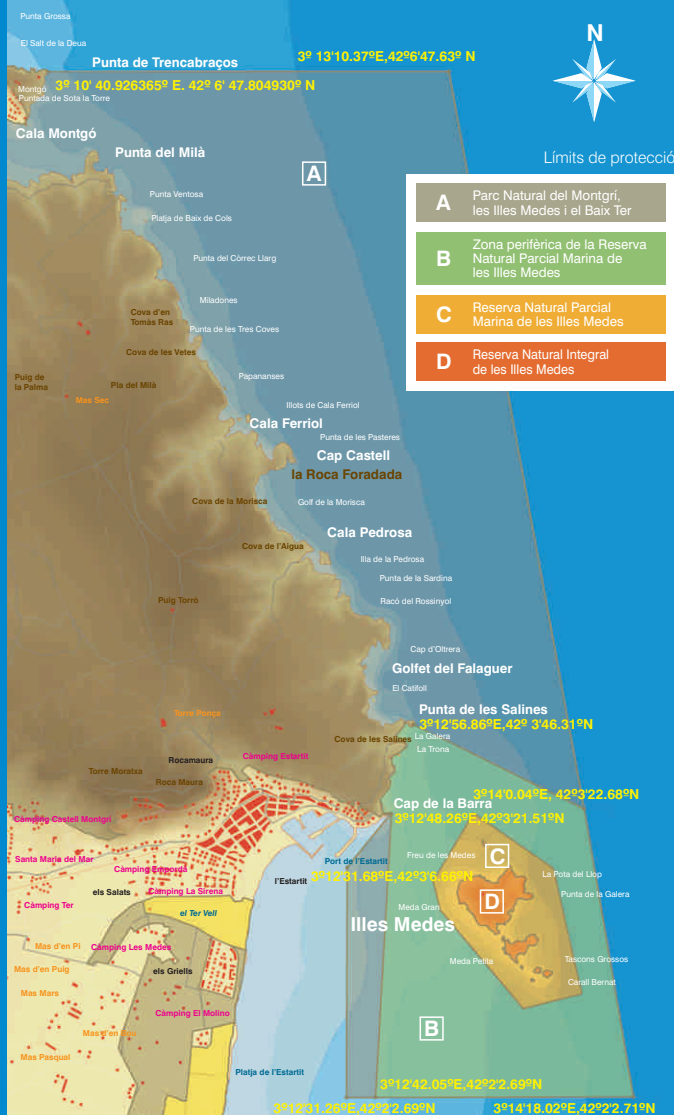 Punta Grossa
El Salt de la Deua
Punta de Trencabraços
3º 13'10.37ºE,42º6'47.63º N
N
3º 10' 40.926365º E. 42º 6' 47.804930º N
Montgó
Puntada de Sota la Torre
Cala Montgó
Punta del Milà
Límits de protecció
A
A
Parc Natural del Montgrí,
les Illes Medes i el Baix Ter
B
Zona perifèrica de la Reserva
Natural Parcial Marina de
les Illes Medes
C
Reserva Natural Parcial
Marina de les Illes Medes
D
Reserva Natural Integral
de les Illes Medes
Punta Ventosa
Platja de Baix de Cols
Punta del Còrrec Llarg
Miladones
Cova d'en
Tomàs Ras
Punta de les Tres Coves
Cova de les Vetes
Puig de
la Palma
Pla del Milà
Papananses
Mas Sec
Illots de Cala Ferriol
Cala Ferriol
Punta de les Pasteres
Cap Castell
la Roca Foradada
Cova de la Morisca
Golf de la Morisca
Cala Pedrosa
Cova de l'Aigua
Illa de la Pedrosa
Punta de la Sardina
Puig Torró
Racó del Rossinyol
Cap d'Oltrera
Golfet del Falaguer
El Catifoll
Punta de les Salines
Torre Ponça
3º12'56.86ºE,42º 3'46.31ºN
Cova de les Salines
La Galera
La Trona
Rocamaura
Càmping Estartit
Torre Moratxa
Roca Maura
3º14'0.04ºE, 42º3'22.68ºN
Cap de la Barra
3º12'48.26ºE,42º3'21.51ºN
Càmping Castell Montgrí
Santa Maria del Mar
Càmping Empordà
Port de l'Estartit
Freu de les Medes
C
l'Estartit
3º12'31.68ºE,42º3'6.66ºN
La Pota del Llop
els Salats
Càmping La Sirena
D
Punta de la Galera
Càmping Ter
el Ter Vell
Meda Gran
Illes Medes
Mas d'en Pi
Càmping Les Medes
Meda Petita
Tascons Grossos
Mas d'en Puig
els Griells
Carall Bernat
Mas Mars
Càmping El Molino
B
Mas Pasqual
Platja de l'Estartit
3º12'42.05ºE,42º2'2.69ºN
3º12'31.26ºE,42º2'2.69ºN
3º14'18.02ºE,42º2'2.71ºN